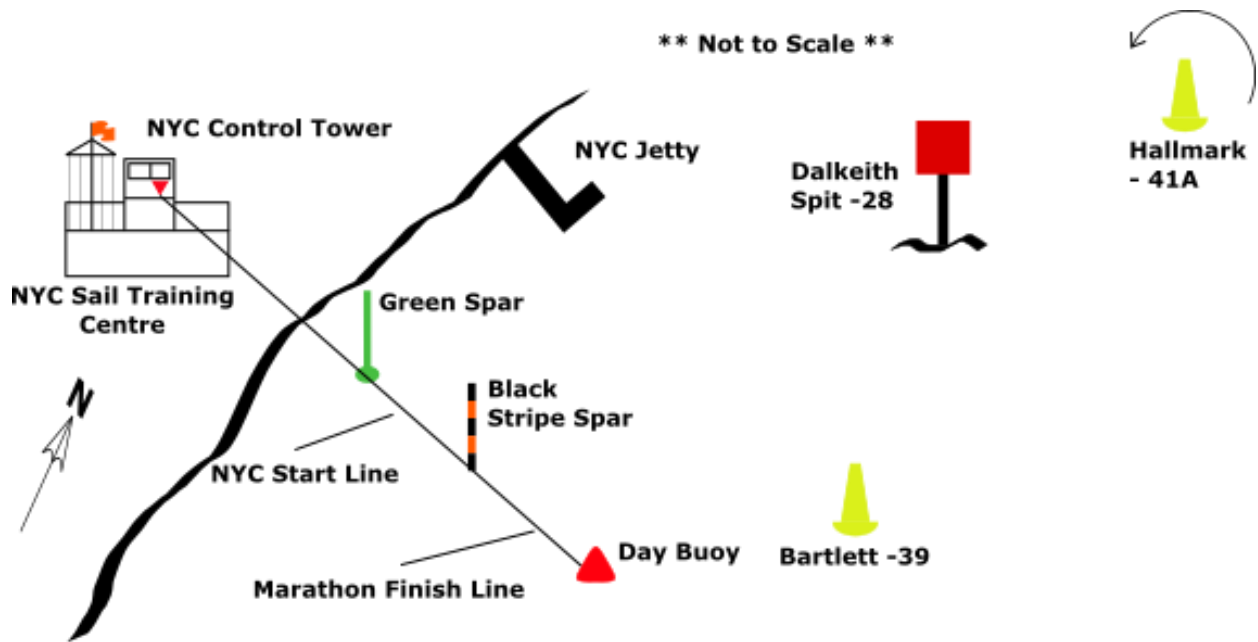 ** Not to Scale **
NYC Control Tower
NYC Jetty
Hallmark
- 41A
Dalkeith
Spit -28
NYC Sail Training
Centre
Green Spar
N
Black
Stripe Spar
NYC Start Line
Day Buoy
Bartlett -39
Marathon Finish Line